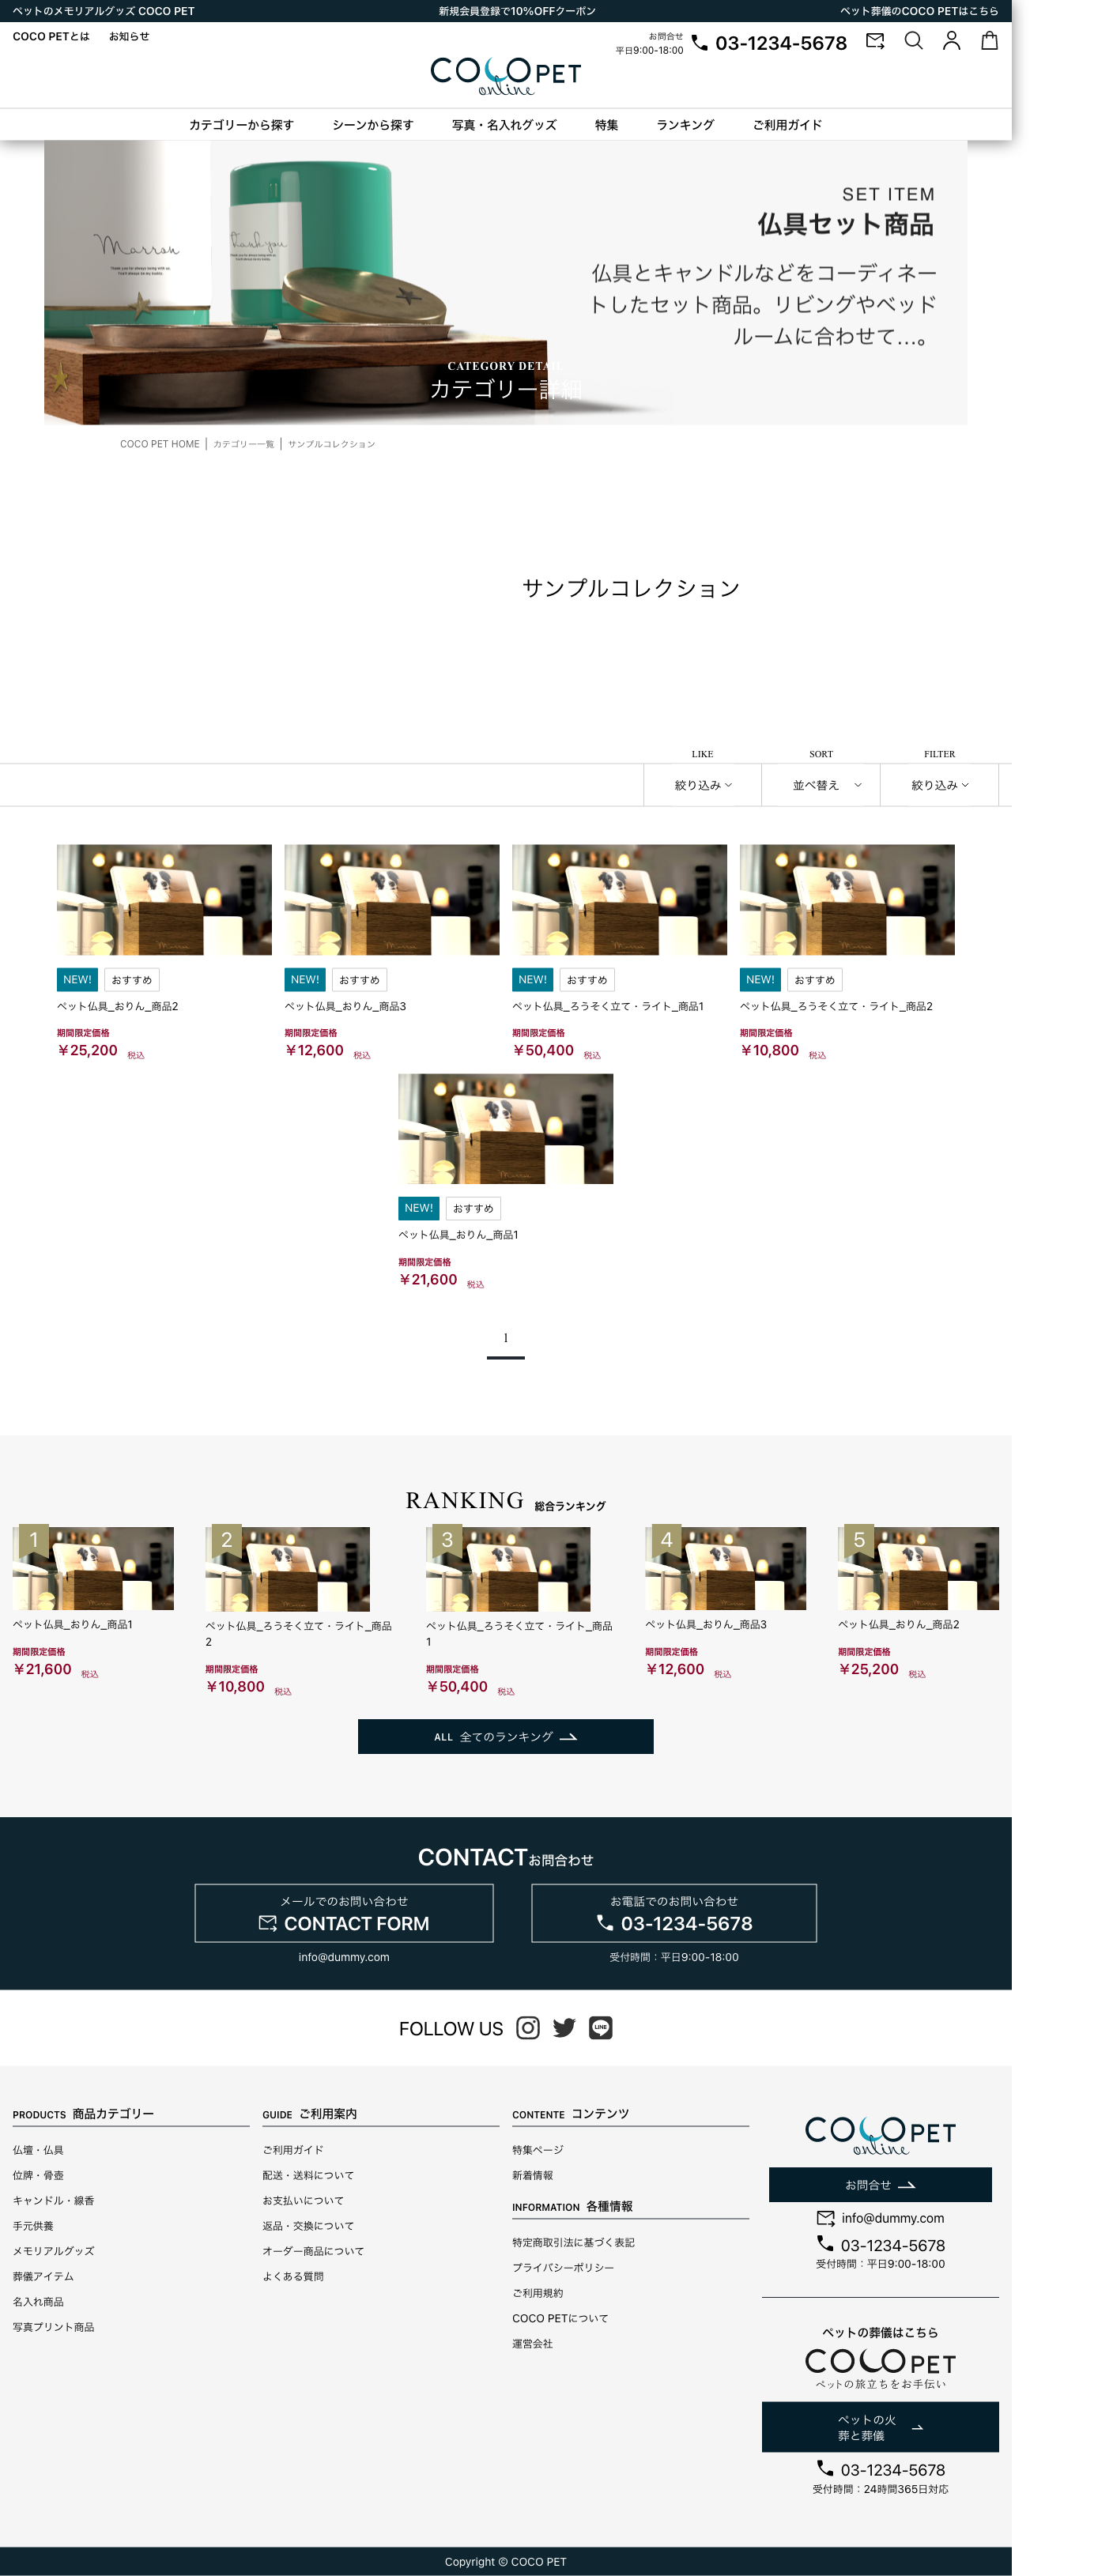 ペットのメモリアルグッズ COCO PET
新規会員登録で10%OFFクーポン
ペット葬儀のCOCO PETはこちら
COCO PETとは
お知らせ
お問合せ
平日9:00-18:00
03-1234-5678
COCO PET
online
カテゴリーから探す
シーンから探す
写真・名入れグッズ
特集
ランキング
ご利用ガイド
SET ITEM
仏具セット商品
仏具とキャンドルなどをコーディネー
トしたセット商品。リビングやベッド
ルームに合わせて…。
Marron
thank you
CATEGORY DETAIL
カテゴリー詳細
COCO PET HOME
カテゴリー一覧
サンプルコレクション
サンプルコレクション
LIKE
SORT
FILTER
絞り込み
並べ替え
絞り込み
NEW!
おすすめ
ペット仏具_おりん_商品2
期間限定価格
￥25,200 税込
NEW!
おすすめ
ペット仏具_おりん_商品3
期間限定価格
￥12,600 税込
NEW!
おすすめ
ペット仏具_ろうそく立て・ライト_商品1
期間限定価格
￥50,400 税込
NEW!
おすすめ
ペット仏具_ろうそく立て・ライト_商品2
期間限定価格
￥10,800 税込
NEW!
おすすめ
ペット仏具_おりん_商品1
期間限定価格
￥21,600 税込
1
RANKING 総合ランキング
1
ペット仏具_おりん_商品1
期間限定価格
￥21,600 税込
2
ペット仏具_ろうそく立て・ライト_商品
2
期間限定価格
￥10,800 税込
3
ペット仏具_ろうそく立て・ライト_商品
1
期間限定価格
￥50,400 税込
4
ペット仏具_おりん_商品3
期間限定価格
￥12,600 税込
5
ペット仏具_おりん_商品2
期間限定価格
￥25,200 税込
ALL 全てのランキング
CONTACTお問合わせ
メールでのお問い合わせ
CONTACT FORM
info@dummy.com
お電話でのお問い合わせ
03-1234-5678
受付時間：平日9:00-18:00
FOLLOW US
LINE
PRODUCTS 商品カテゴリー
仏壇・仏具
位牌・骨壺
キャンドル・線香
手元供養
メモリアルグッズ
葬儀アイテム
名入れ商品
写真プリント商品
GUIDE ご利用案内
ご利用ガイド
配送・送料について
お支払いについて
返品・交換について
オーダー商品について
よくある質問
CONTENTE コンテンツ
特集ページ
新着情報
INFORMATION 各種情報
特定商取引法に基づく表記
プライバシーポリシー
ご利用規約
COCO PETについて
運営会社
COCO PET
online
お問合せ
info@dummy.com
03-1234-5678
受付時間：平日9:00-18:00
ペットの葬儀はこちら
COCO PET
ペットの旅立ちをお手伝い
ペットの火
葬と葬儀
03-1234-5678
受付時間：24時間365日対応
Copyright © COCO PET